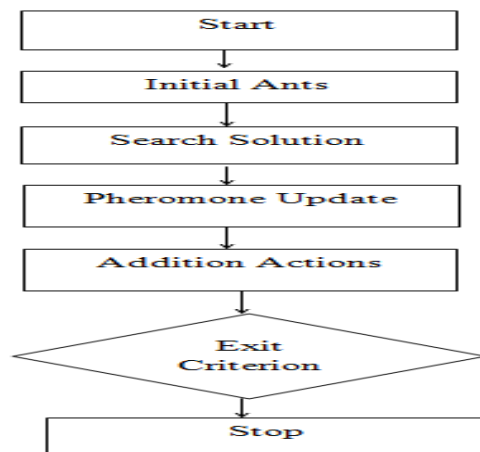 Start
Initial Ants
Search Solution
Pheromone Update
Addition Actions
Exit
Criterion
Stop